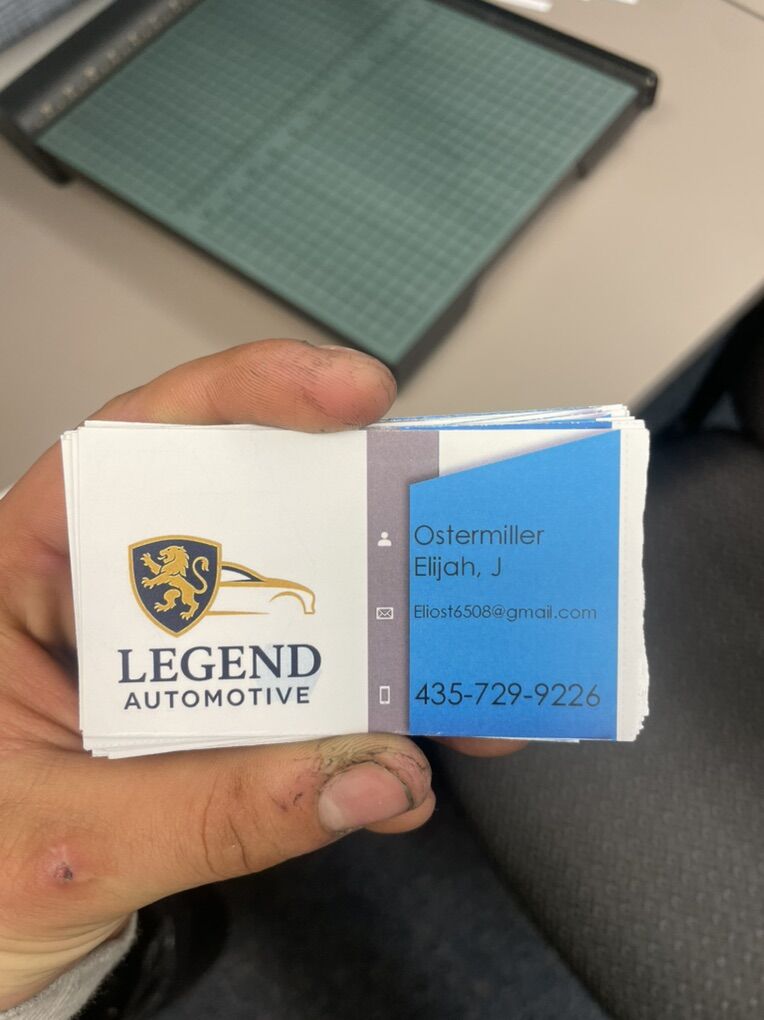 LEGEND
AUTOMOTIVE
Ostermiller
Elijah, J
Eliost6508@gmail.com
435-729-9226